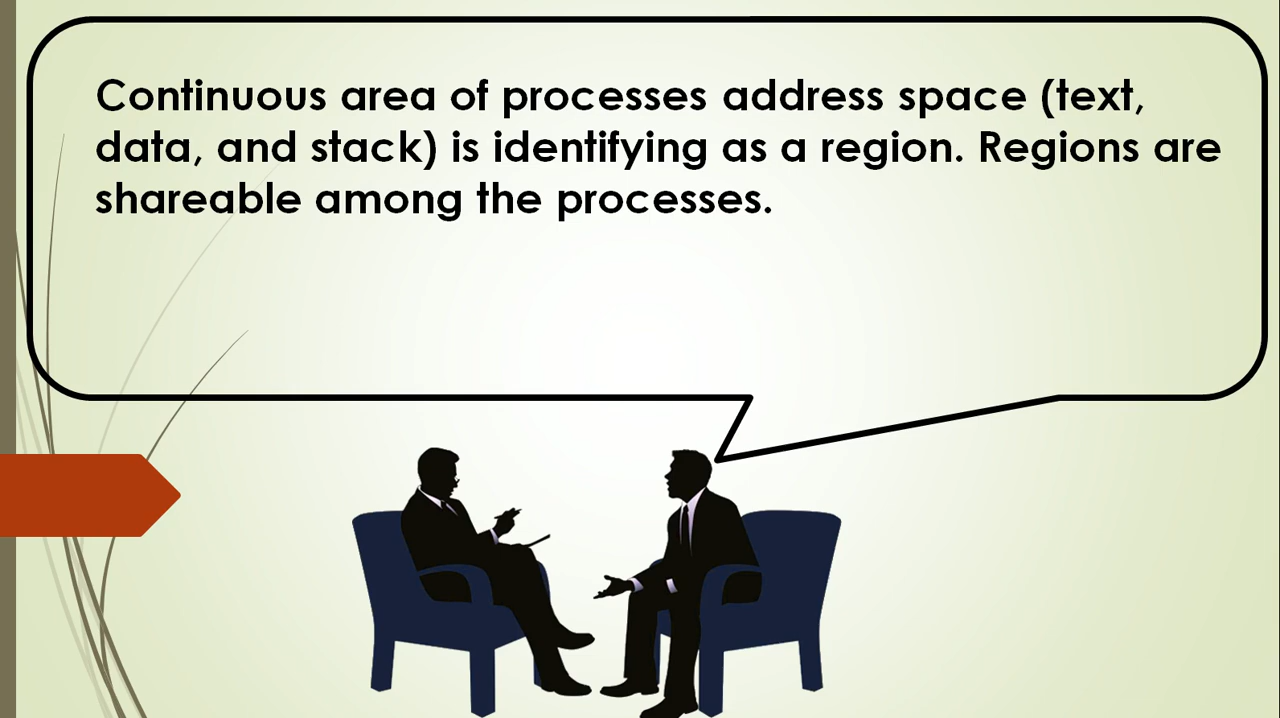 Continuous area of processes address space (text,
data, and stack) is identifying as a region. Regions are
shareable among the processes.